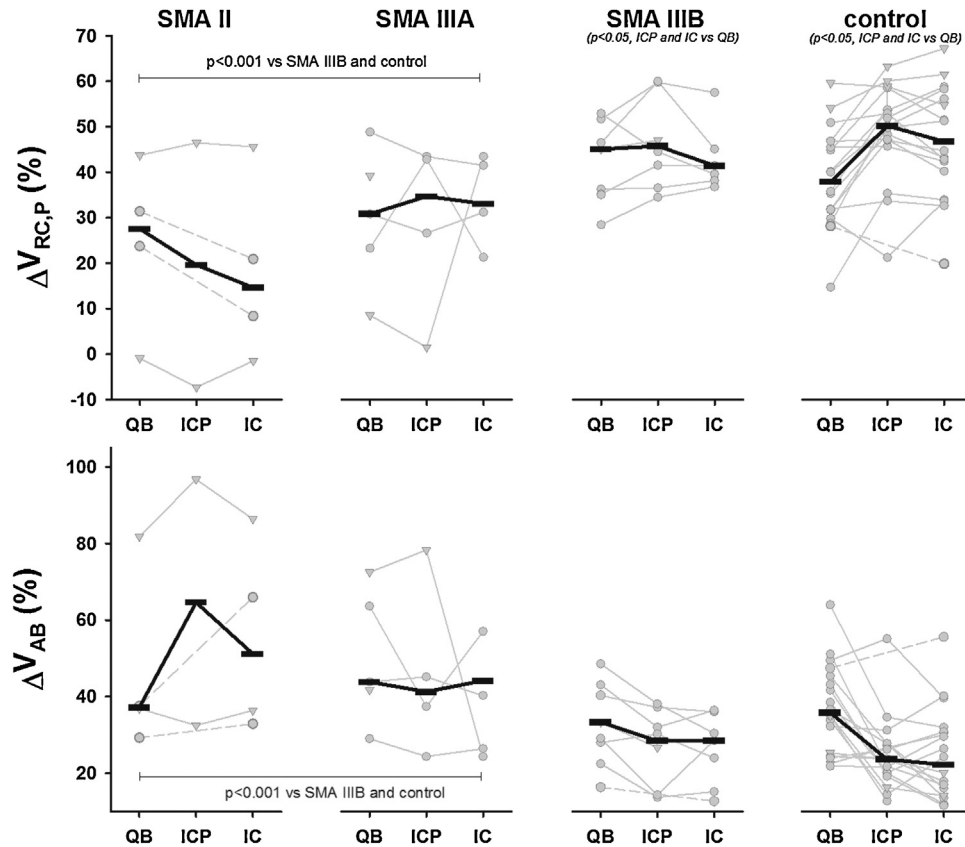 SMA II SMA IIIA SMA IIIB control
(p<0.05, ICP and IC vs QB) (p<0.05, ICP and IC vs QB)
p<0.001 vs SMA IIIB and control
ΔV_RC,P (%)
70
60
50
40
30
20
10
0
-10
QB ICP IC QB ICP IC QB ICP IC QB ICP IC
ΔV_AB (%)
100
80
60
40
20
p<0.001 vs SMA IIIB and control
QB ICP IC QB ICP IC QB ICP IC QB ICP IC